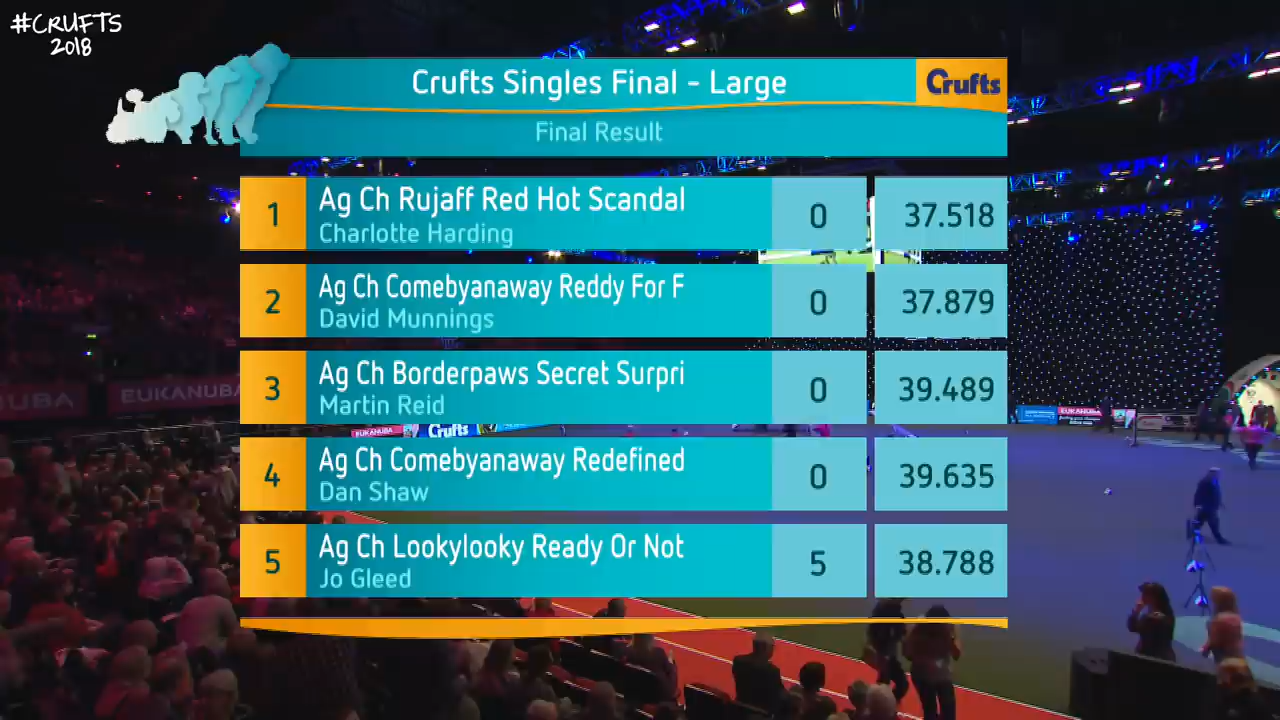 #CRUFTS
2018
Crufts Singles Final - Large
Crufts
Final Result
1
Ag Ch Rujaff Red Hot Scandal
Charlotte Harding
0
37.518
2
Ag Ch Comebyanaway Reddy For F
David Munnings
0
37.879
3
Ag Ch Borderpaws Secret Surpri
Martin Reid
0
39.489
4
Ag Ch Comebyanaway Redefined
Dan Shaw
0
39.635
5
Ag Ch Lookylooky Ready Or Not
Jo Gleed
5
38.788
EUKANUBA
EUKANUBA
Crufts
EUKANUBA